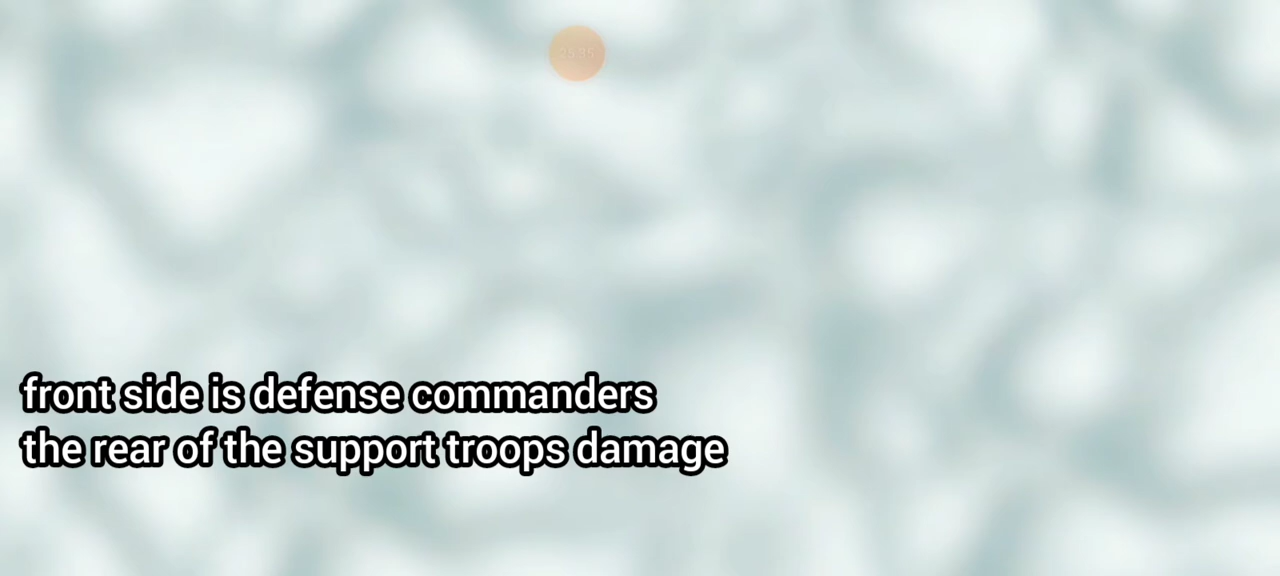 front side is defense commanders
the rear of the support troops damage